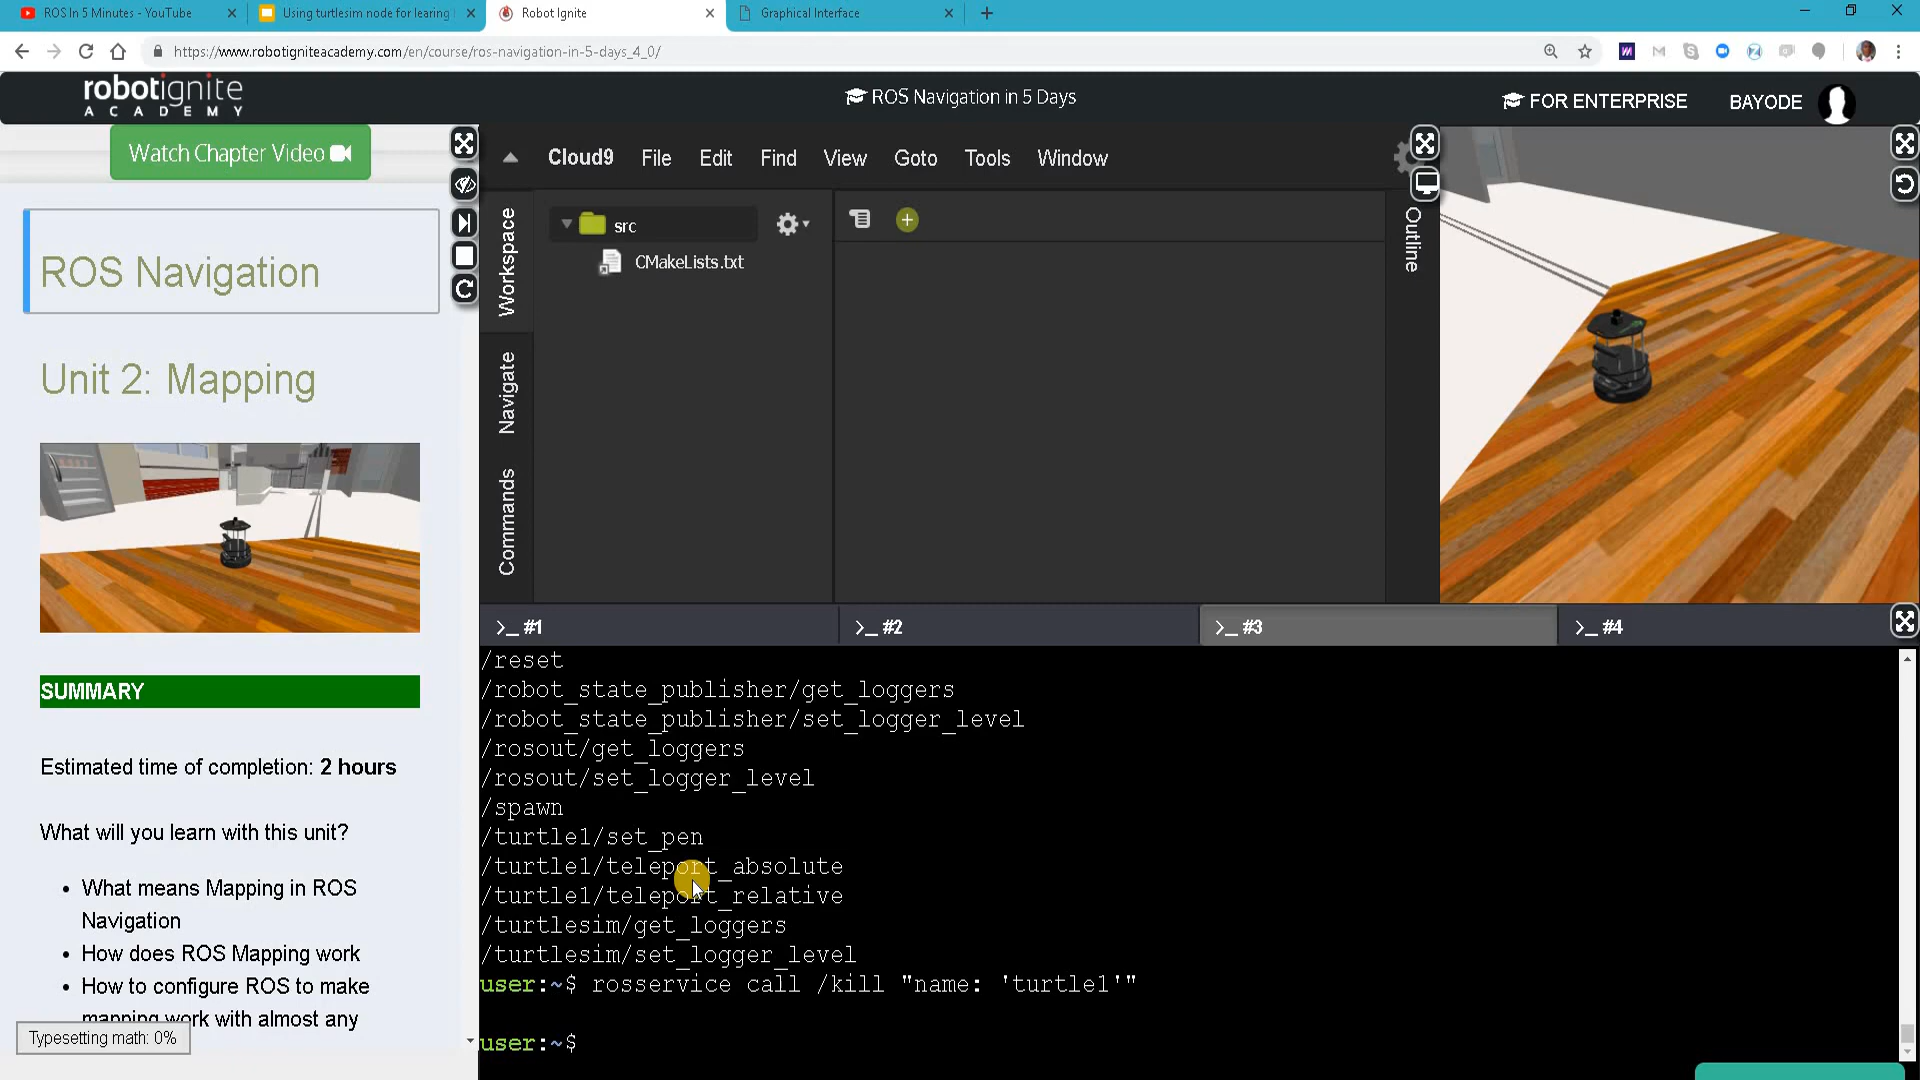 ROS In 5 Minutes - YouTube
Using turtlesim node for learing
Robot Ignite
Graphical Interface
https://www.robotigniteacademy.com/en/course/ros-navigation-in-5-days_4_0/
robotignite
ACADEMY
ROS Navigation in 5 Days
FOR ENTERPRISE
BAYODE
Watch Chapter Video
ROS Navigation
Unit 2: Mapping
SUMMARY
Estimated time of completion: 2 hours
What will you learn with this unit?
• What means Mapping in ROS
Navigation
• How does ROS Mapping work
• How to configure ROS to make
mapping work with almost any
Typesetting math: 0%
Cloud9 File Edit Find View Goto Tools Window
Workspace
Navigate
Commands
src
CMakeLists.txt
Outline
>_ #1
>_ #2
>_ #3
>_ #4
/reset
/robot_state_publisher/get_loggers
/robot_state_publisher/set_logger_level
/rosout/get_loggers
/rosout/set_logger_level
/spawn
/turtle1/set_pen
/turtle1/teleport_absolute
/turtle1/teleport_relative
/turtlesim/get_loggers
/turtlesim/set_logger_level
user:~$ rosservice call /kill "name: 'turtle1'"
user:~$